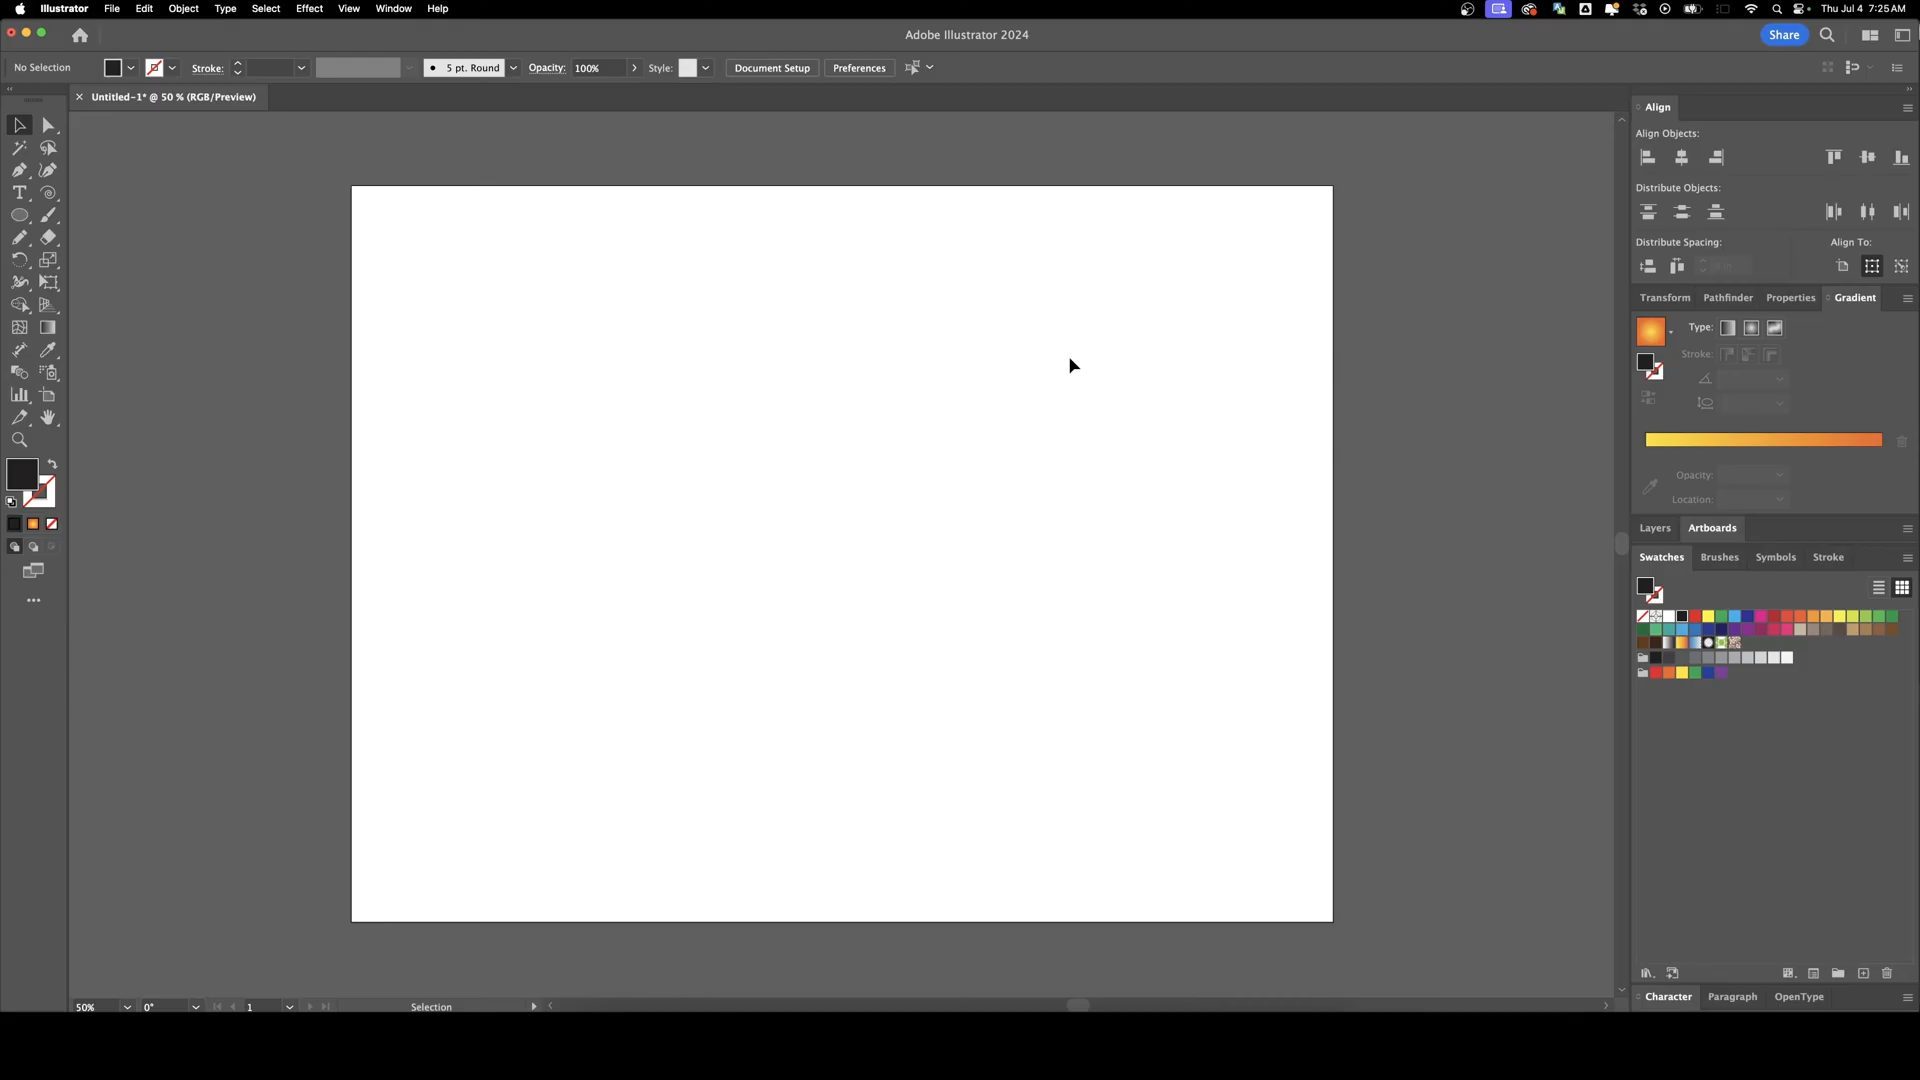 Illustrator File Edit Object Type Select Effect View Window Help
Thu Jul 4 7:25 AM
Adobe Illustrator 2024
Share
No Selection
Stroke:
5 pt. Round
Opacity: 100%
Style:
Document Setup
Preferences
Untitled-1* @ 50 % (RGB/Preview)
Align
Align Objects:
Distribute Objects:
Distribute Spacing:
Align To:
Transform Pathfinder Properties Gradient
Type:
Stroke:
Opacity:
Location:
Layers Artboards
Swatches Brushes Symbols Stroke
Character Paragraph OpenType
50%
0°
1
Selection